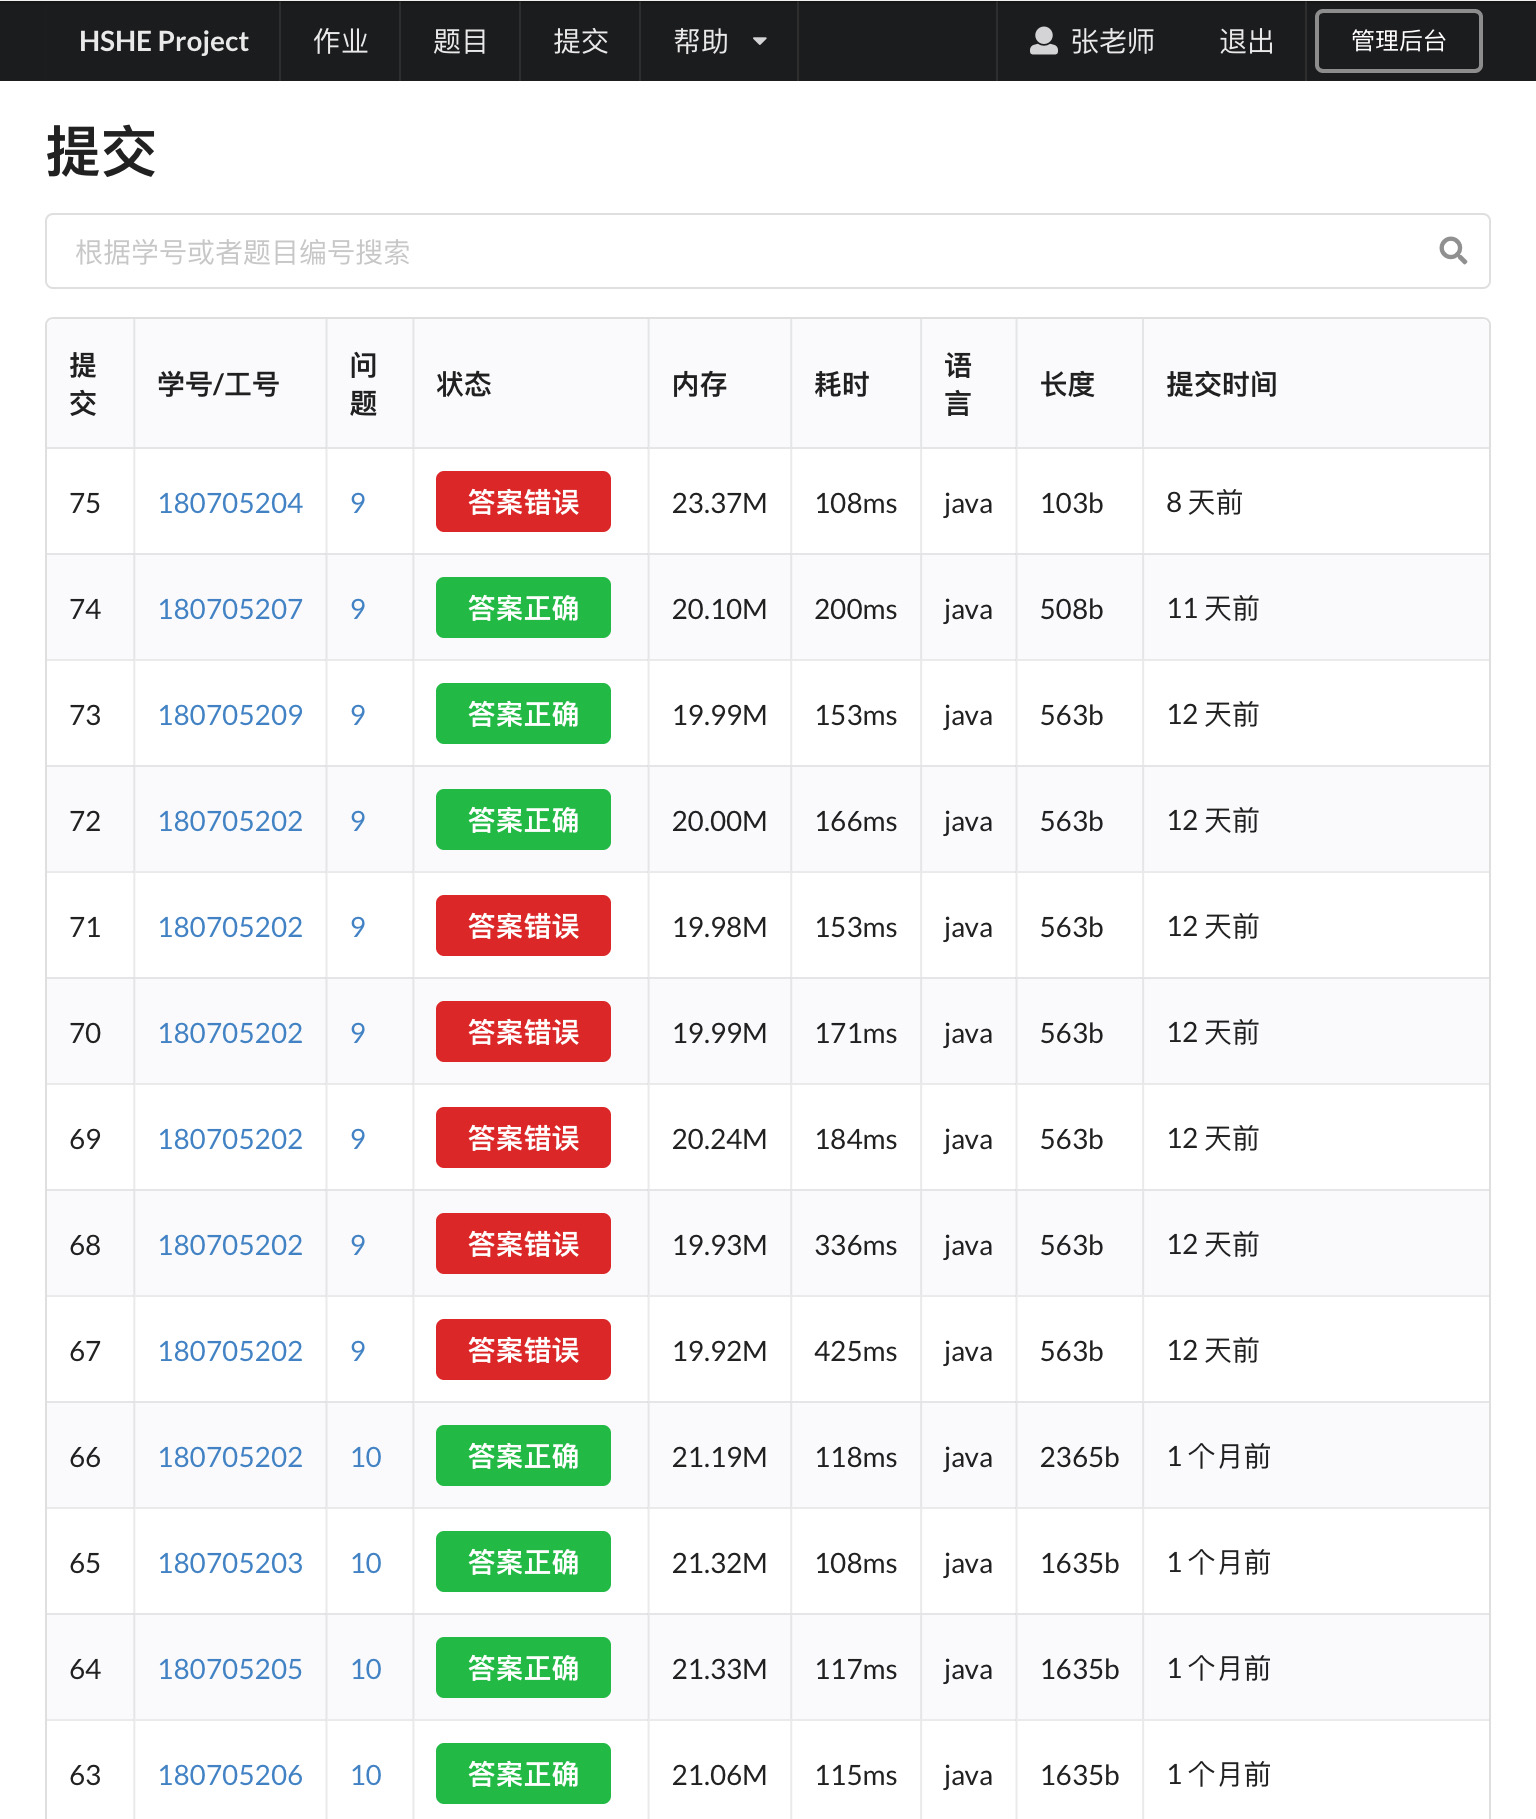 HSHE Project 作业 题目 提交 帮助 张老师 退出 管理后台
提交
根据学号或者题目编号搜索
提交 学号/工号 问题 状态 内存 耗时 语言 长度 提交时间
75 180705204 9 答案错误 23.37M 108ms java 103b 8 天前
74 180705207 9 答案正确 20.10M 200ms java 508b 11 天前
73 180705209 9 答案正确 19.99M 153ms java 563b 12 天前
72 180705202 9 答案正确 20.00M 166ms java 563b 12 天前
71 180705202 9 答案错误 19.98M 153ms java 563b 12 天前
70 180705202 9 答案错误 19.99M 171ms java 563b 12 天前
69 180705202 9 答案错误 20.24M 184ms java 563b 12 天前
68 180705202 9 答案错误 19.93M 336ms java 563b 12 天前
67 180705202 9 答案错误 19.92M 425ms java 563b 12 天前
66 180705202 10 答案正确 21.19M 118ms java 2365b 1 个月前
65 180705203 10 答案正确 21.32M 108ms java 1635b 1 个月前
64 180705205 10 答案正确 21.33M 117ms java 1635b 1 个月前
63 180705206 10 答案正确 21.06M 115ms java 1635b 1 个月前